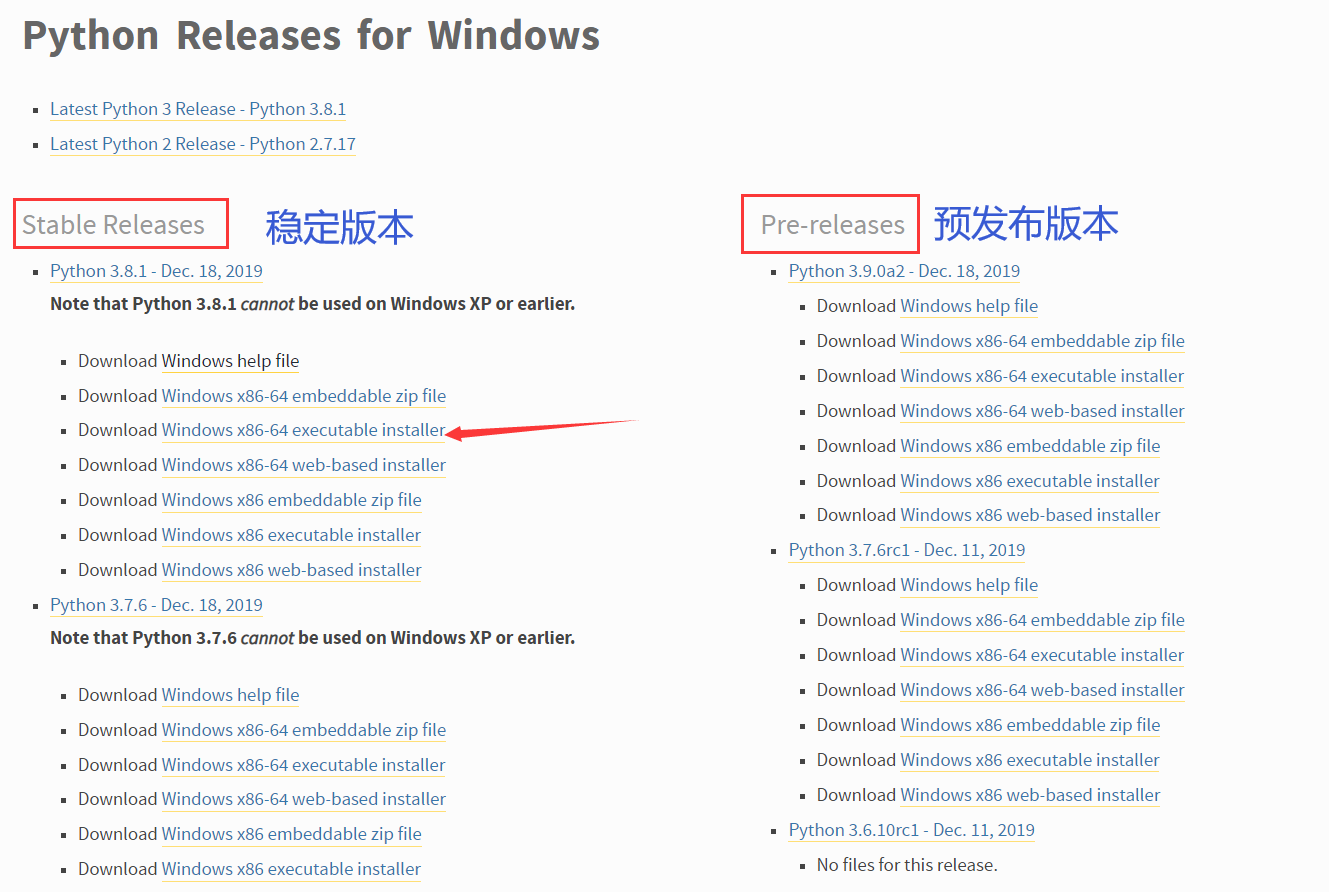 Python Releases for Windows
Latest Python 3 Release - Python 3.8.1
Latest Python 2 Release - Python 2.7.17
Stable Releases
稳定版本
Python 3.8.1 - Dec. 18, 2019
Note that Python 3.8.1 cannot be used on Windows XP or earlier.
Download Windows help file
Download Windows x86-64 embeddable zip file
Download Windows x86-64 executable installer
Download Windows x86-64 web-based installer
Download Windows x86 embeddable zip file
Download Windows x86 executable installer
Download Windows x86 web-based installer
Python 3.7.6 - Dec. 18, 2019
Note that Python 3.7.6 cannot be used on Windows XP or earlier.
Download Windows help file
Download Windows x86-64 embeddable zip file
Download Windows x86-64 executable installer
Download Windows x86-64 web-based installer
Download Windows x86 embeddable zip file
Download Windows x86 executable installer
Pre-releases
预发布版本
Python 3.9.0a2 - Dec. 18, 2019
Download Windows help file
Download Windows x86-64 embeddable zip file
Download Windows x86-64 executable installer
Download Windows x86-64 web-based installer
Download Windows x86 embeddable zip file
Download Windows x86 executable installer
Download Windows x86 web-based installer
Python 3.7.6rc1 - Dec. 11, 2019
Download Windows help file
Download Windows x86-64 embeddable zip file
Download Windows x86-64 executable installer
Download Windows x86-64 web-based installer
Download Windows x86 embeddable zip file
Download Windows x86 executable installer
Download Windows x86 web-based installer
Python 3.6.10rc1 - Dec. 11, 2019
No files for this release.